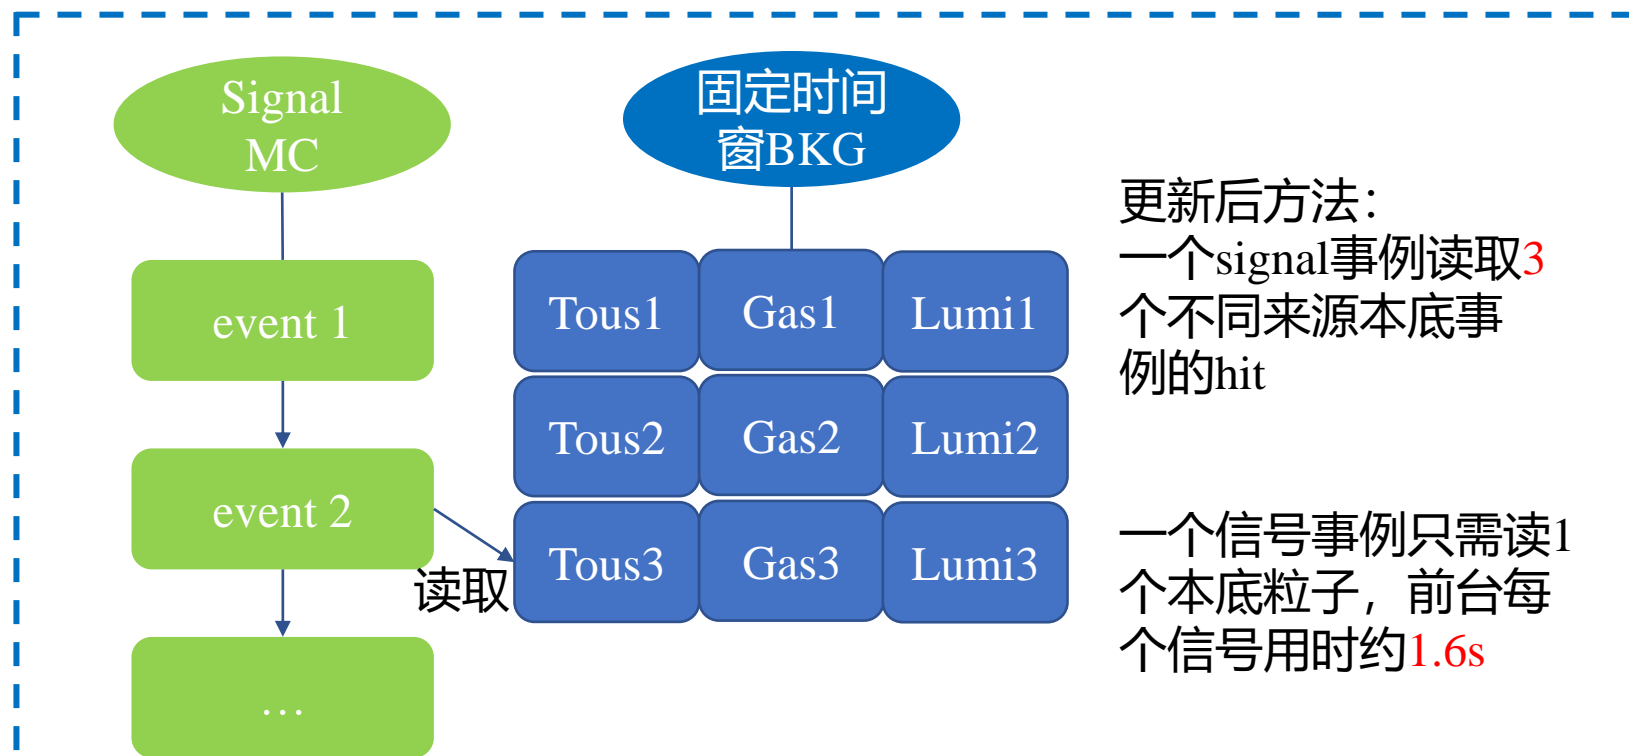 Signal
MC
event 1
event 2
…
固定时间
窗BKG
Tous1
Gas1
Lumi1
Tous2
Gas2
Lumi2
Tous3
Gas3
Lumi3
读取
更新后方法：
一个signal事例读取3
个不同来源本底事
例的hit
一个信号事例只需读1
个本底粒子，前台每
个信号用时约1.6s